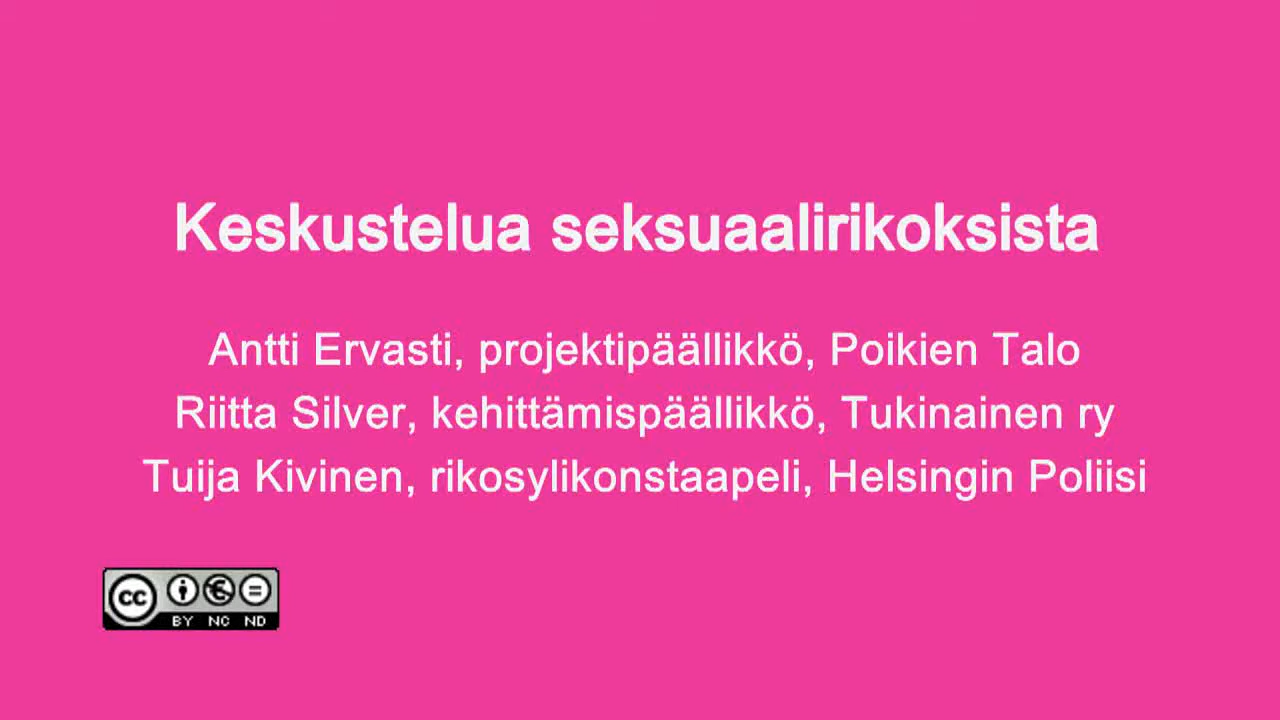 Keskustelua seksuaalirikoksista
Antti Ervasti, projektipäällikkö, Poikien Talo
Riitta Silver, kehittämispäällikkö, Tukinainen ry
Tuija Kivinen, rikosylikonstaapeli, Helsingin Poliisi
cc
BY NC ND